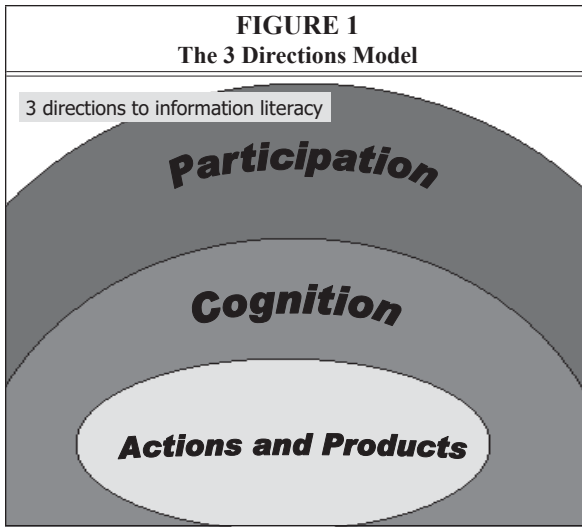 FIGURE 1
The 3 Directions Model
3 directions to information literacy
Participation
Cognition
Actions and Products